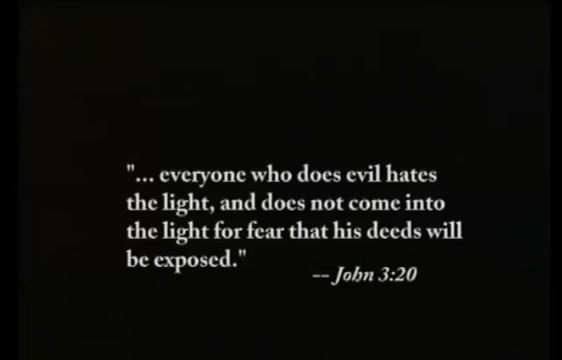 "... everyone who does evil hates
the light, and does not come into
the light for fear that his deeds will
be exposed."
-- John 3:20